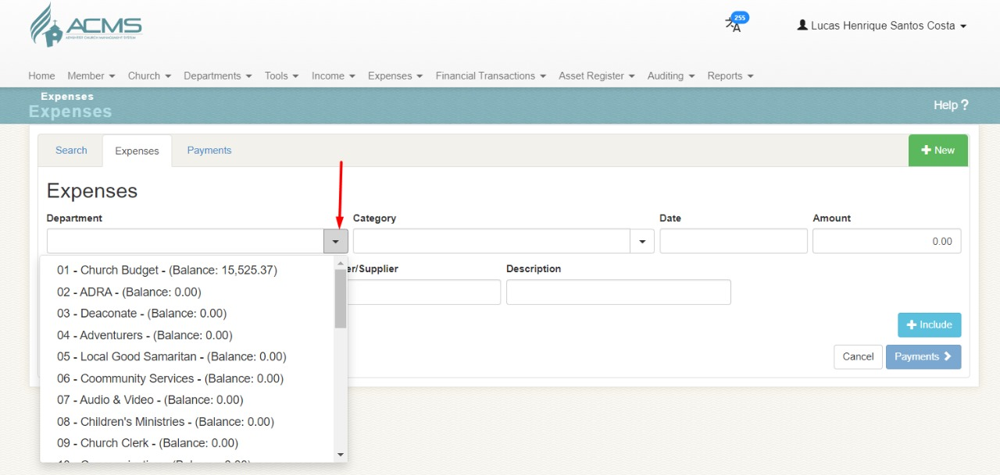 ACMS
ADVENTIST CHURCH MANAGEMENT SYSTEM
255
Lucas Henrique Santos Costa
Home Member Church Departments Tools Income Expenses Financial Transactions Asset Register Auditing Reports
Expenses
Expenses
Help ?
Search Expenses Payments
New
Expenses
Department Category Date Amount
0.00
01 - Church Budget - (Balance: 15,525.37)
er/Supplier Description
02 - ADRA - (Balance: 0.00)
03 - Deaconate - (Balance: 0.00)
04 - Adventurers - (Balance: 0.00)
05 - Local Good Samaritan - (Balance: 0.00)
06 - Coommunity Services - (Balance: 0.00)
07 - Audio & Video - (Balance: 0.00)
08 - Children's Ministries - (Balance: 0.00)
09 - Church Clerk - (Balance: 0.00)
Include
Cancel Payments